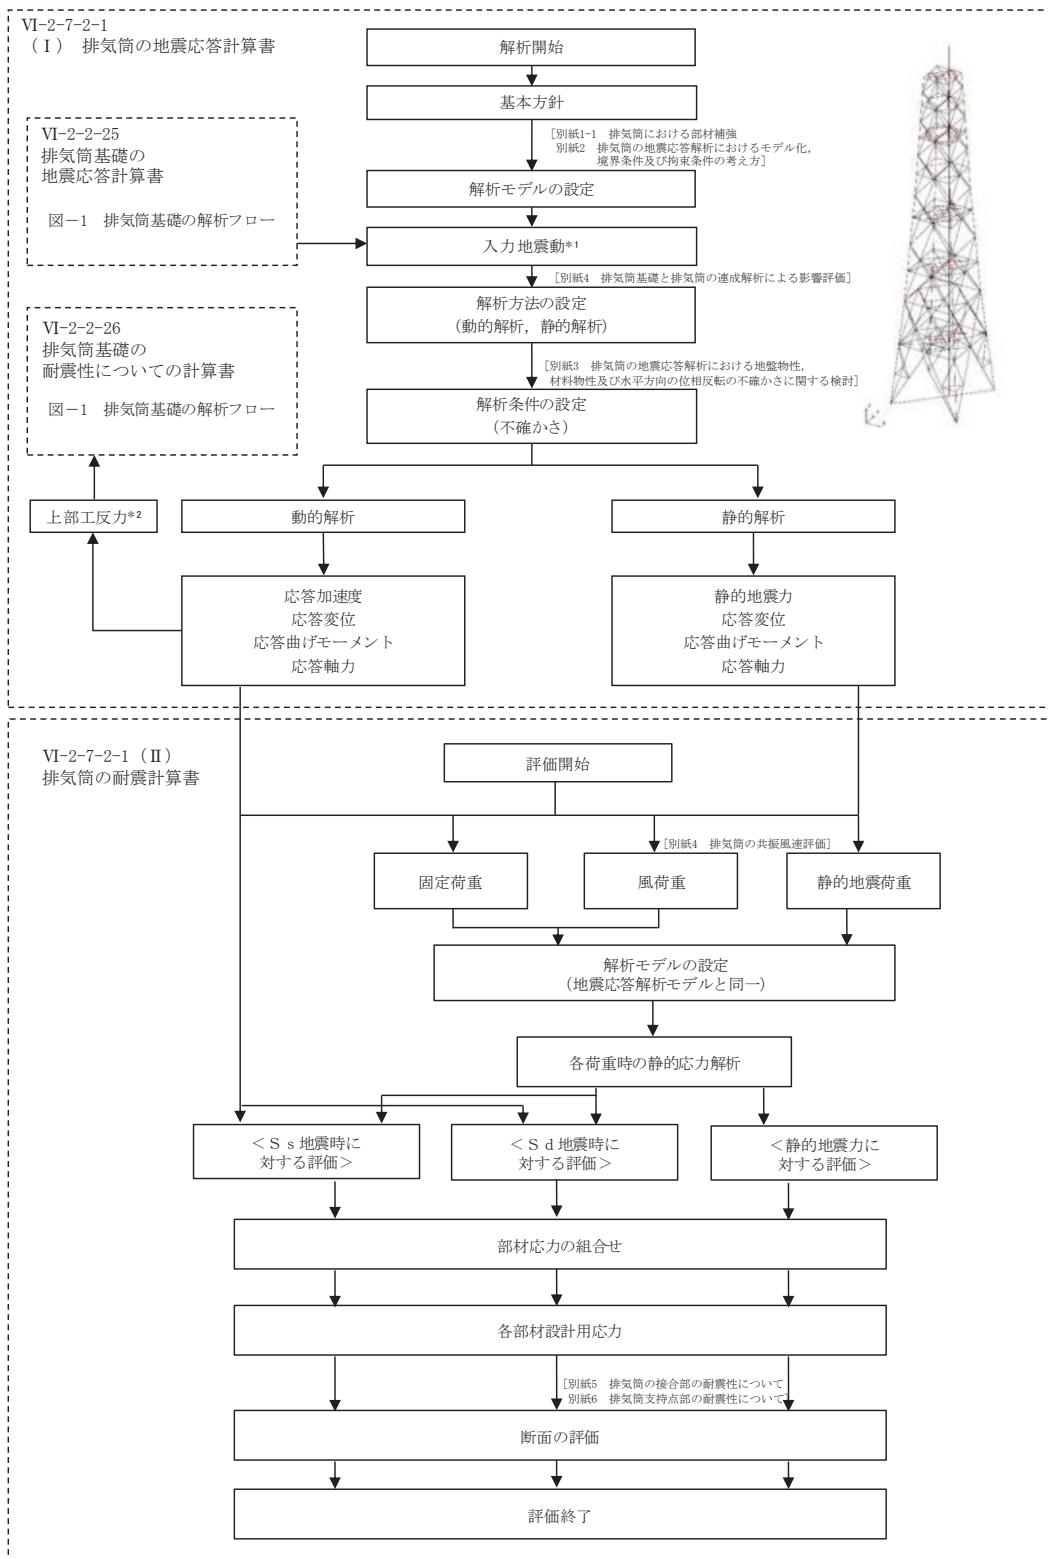 Ⅵ-2-7-2-1
(Ⅰ) 排気筒の地震応答計算書
解析開始
基本方針
[別紙1-1 排気筒における部材補強
別紙2 排気筒の地震応答解析におけるモデル化,
境界条件及び拘束条件の考え方]
解析モデルの設定
Ⅵ-2-2-25
排気筒基礎の
地震応答計算書
図-1 排気筒基礎の解析フロー
入力地震動*1
[別紙4 排気筒基礎と排気筒の連成解析による影響評価]
解析方法の設定
(動的解析, 静的解析)
Ⅵ-2-2-26
排気筒基礎の
耐震性についての計算書
図-1 排気筒基礎の解析フロー
[別紙3 排気筒の地震応答解析における地盤物性,
材料物性及び水平方向の位相反転の不確かさに関する検討]
解析条件の設定
(不確かさ)
上部工反力*2
動的解析
静的解析
応答加速度
応答変位
応答曲げモーメント
応答軸力
静的地震力
応答変位
応答曲げモーメント
応答軸力
Ⅵ-2-7-2-1 (Ⅱ)
排気筒の耐震計算書
評価開始
[別紙4 排気筒の共振風速評価]
固定荷重
風荷重
静的地震荷重
解析モデルの設定
(地震応答解析モデルと同一)
各荷重時の静的応力解析
<Ｓｓ地震時に
対する評価>
<Ｓｄ地震時に
対する評価>
<静的地震力に
対する評価>
部材応力の組合せ
各部材設計用応力
[別紙5 排気筒の接合部の耐震性について
別紙6 排気筒支持点部の耐震性について]
断面の評価
評価終了